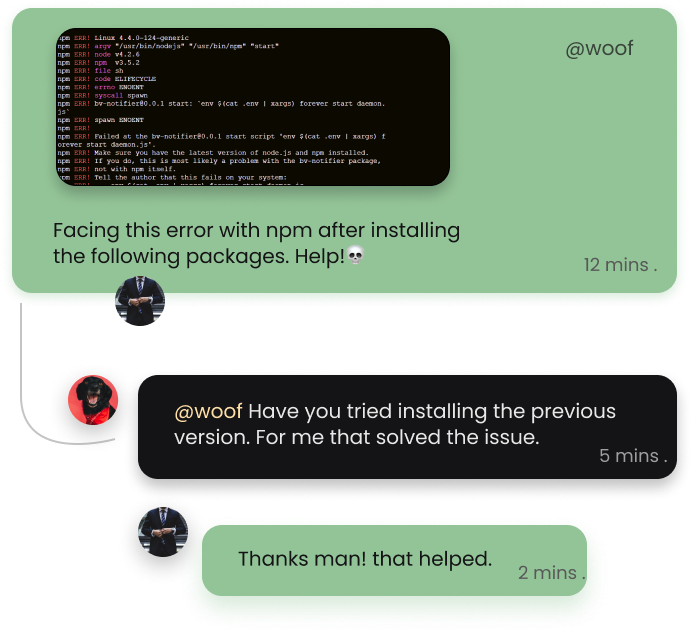 npm ERR! Linux 4.4.0-124-generic
npm ERR! argv "/usr/bin/nodejs" "/usr/bin/npm" "start"
npm ERR! node v4.2.6
npm ERR! npm  v3.5.2
npm ERR! file sh
npm ERR! code ELIFECYCLE
npm ERR! errno ENOENT
npm ERR! syscall spawn
npm ERR! bv-notifier@0.0.1 start: `env $(cat .env | xargs) forever start daemon.
js`
npm ERR! spawn ENOENT
npm ERR!
npm ERR! Failed at the bv-notifier@0.0.1 start script 'env $(cat .env | xargs) f
orever start daemon.js'.
npm ERR! Make sure you have the latest version of node.js and npm installed.
npm ERR! If you do, this is most likely a problem with the bv-notifier package,
npm ERR! not with npm itself.
npm ERR! Tell the author that this fails on your system:
@woof
Facing this error with npm after installing
the following packages. Help!💀
12 mins .
@woof Have you tried installing the previous
version. For me that solved the issue.
5 mins .
Thanks man! that helped.
2 mins .